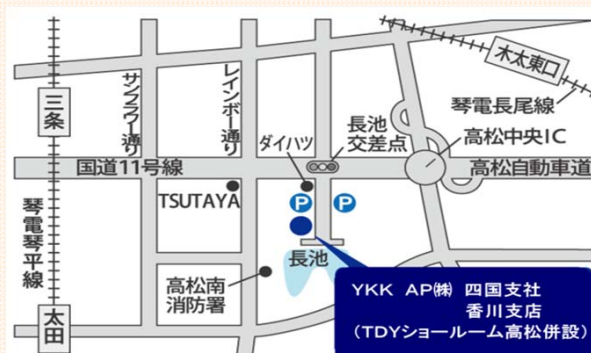 木太東口
琴電長尾線
三条
サンフラワー通り
レインボー通り
ダイハツ
長池
交差点
高松中央IC
国道11号線
高松自動車道
TSUTAYA
P
P
琴電琴平線
長池
高松南
消防署
太田
YKK AP㈱ 四国支社
香川支店
(TDYショールーム高松併設)